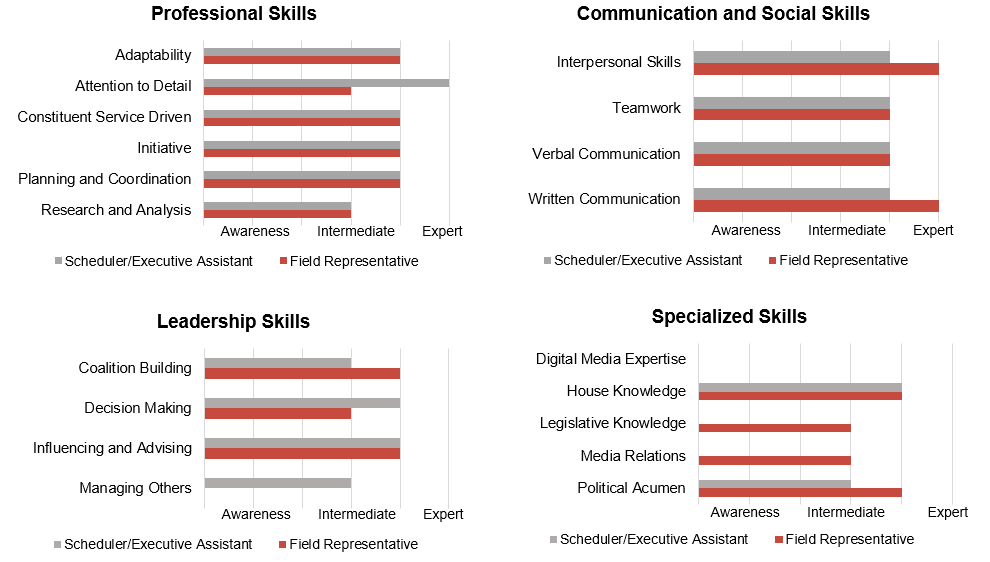 Professional Skills
Adaptability
Attention to Detail
Constituent Service Driven
Initiative
Planning and Coordination
Research and Analysis
Awareness Intermediate Expert
Scheduler/Executive Assistant Field Representative
Communication and Social Skills
Interpersonal Skills
Teamwork
Verbal Communication
Written Communication
Awareness Intermediate Expert
Scheduler/Executive Assistant Field Representative
Leadership Skills
Coalition Building
Decision Making
Influencing and Advising
Managing Others
Awareness Intermediate Expert
Scheduler/Executive Assistant Field Representative
Specialized Skills
Digital Media Expertise
House Knowledge
Legislative Knowledge
Media Relations
Political Acumen
Awareness Intermediate Expert
Scheduler/Executive Assistant Field Representative